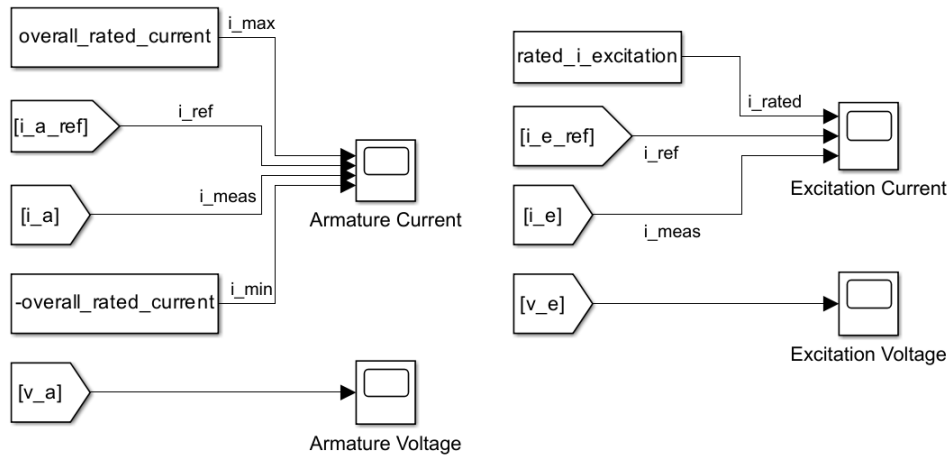 overall_rated_current
i_max
[i_a_ref]
i_ref
[i_a]
i_meas
-overall_rated_current
i_min
Armature Current
[v_a]
Armature Voltage
rated_i_excitation
i_rated
[i_e_ref]
i_ref
[i_e]
i_meas
Excitation Current
[v_e]
Excitation Voltage